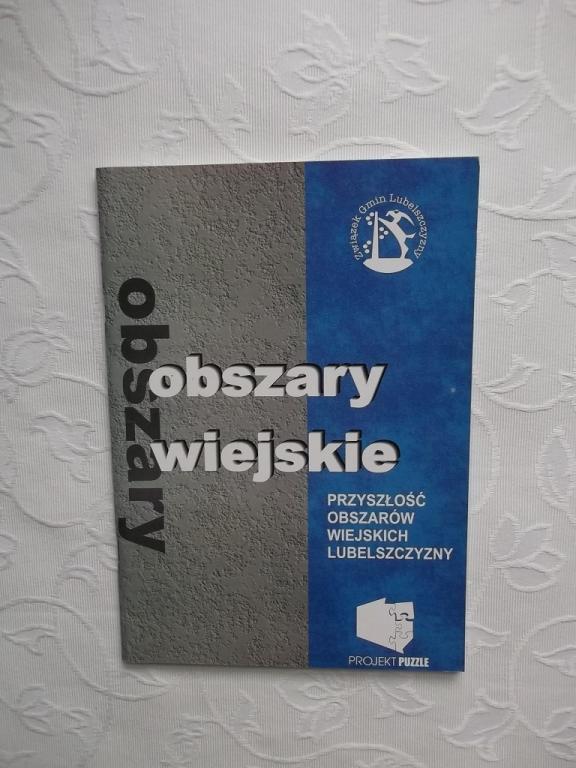 Związek Gmin Lubelszczyzny
obszary
obszary
wiejskie
PRZYSZŁOŚĆ
OBSZARÓW
WIEJSKICH
LUBELSZCZYZNY
PROJEKT PUZZLE